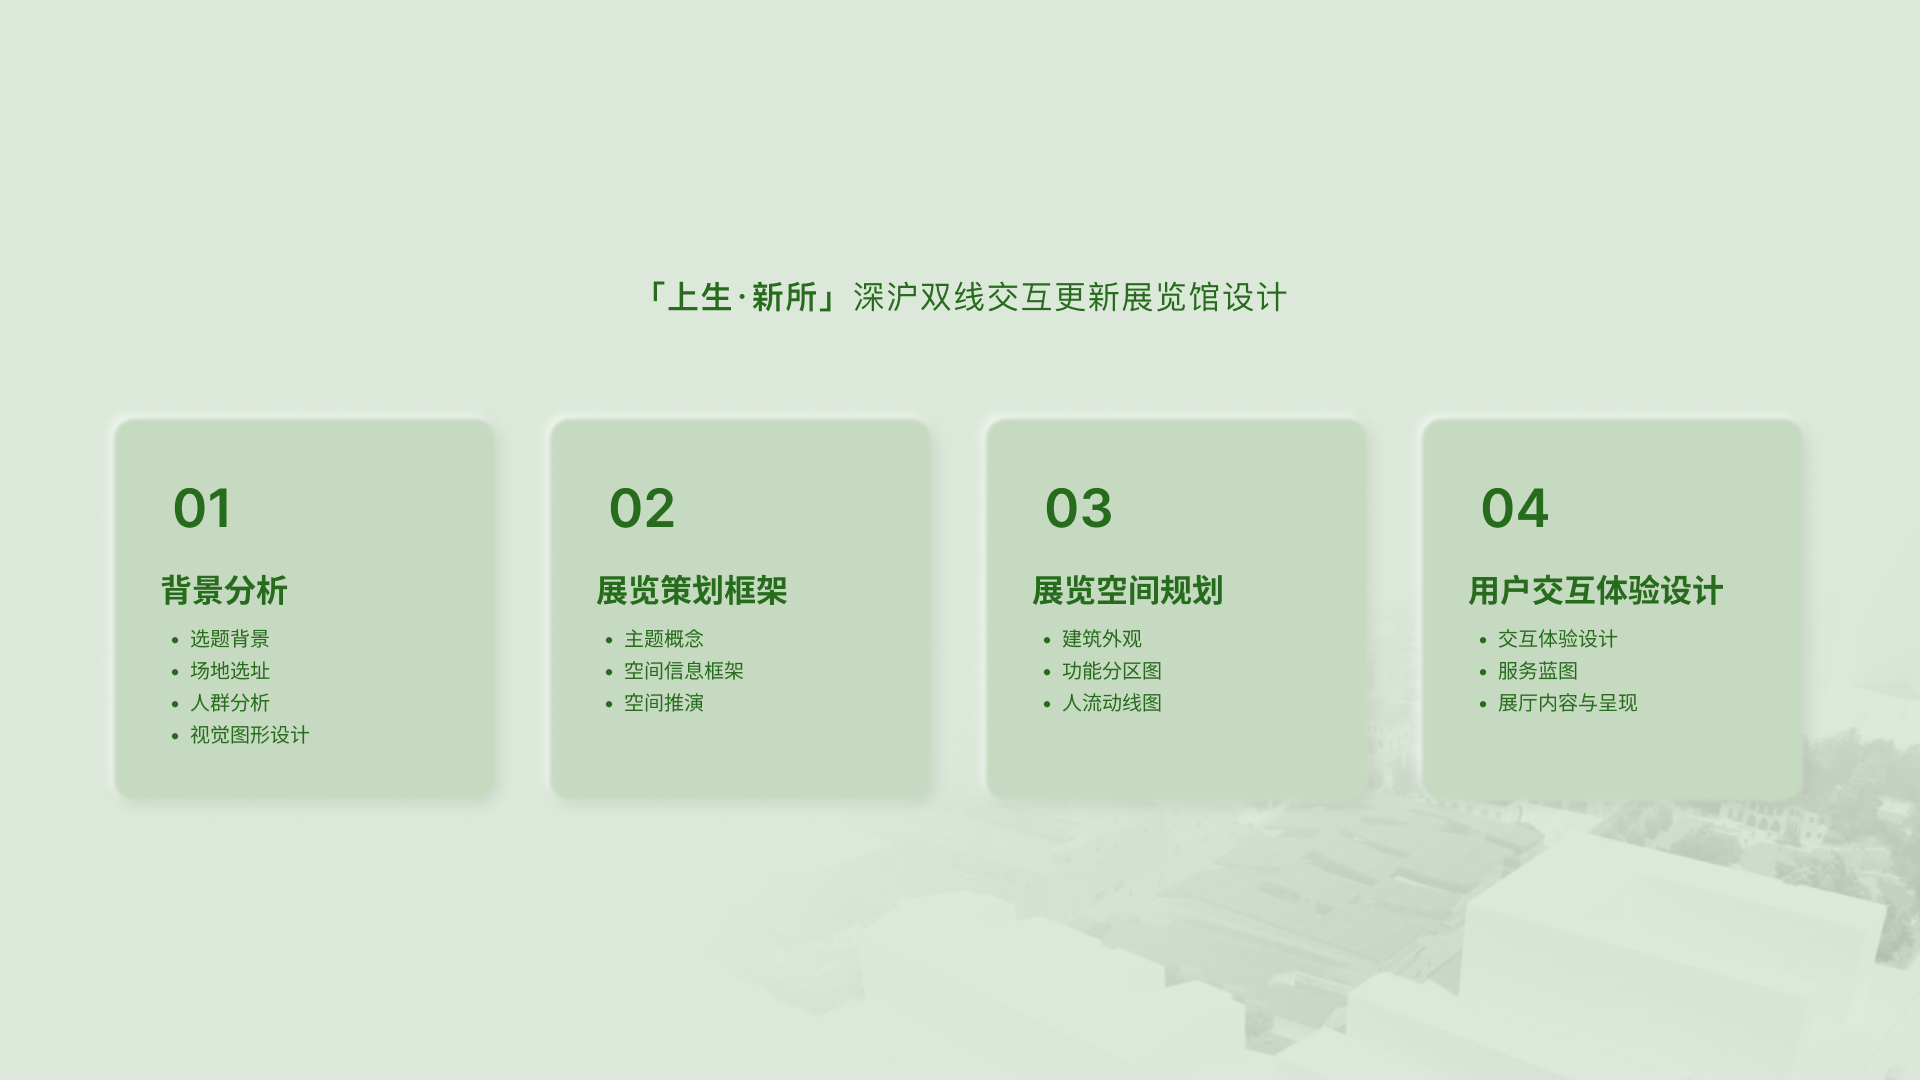 「上生·新所」深沪双线交互更新展览馆设计
01
背景分析
• 选题背景
• 场地选址
• 人群分析
• 视觉图形设计
02
展览策划框架
• 主题概念
• 空间信息框架
• 空间推演
03
展览空间规划
• 建筑外观
• 功能分区图
• 人流动线图
04
用户交互体验设计
• 交互体验设计
• 服务蓝图
• 展厅内容与呈现